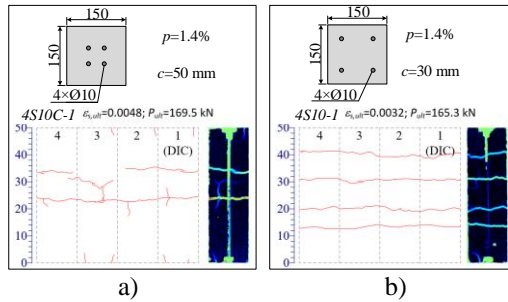 150
150
p=1.4%
c=50 mm
4×Ø10
4S10C-1 εs,ult=0.0048; Pult=169.5 kN
4 3 2 1
(DIC)
50
40
30
20
10
0
a)
150
150
p=1.4%
c=30 mm
4×Ø10
4S10-1 εs,ult=0.0032; Pult=165.3 kN
4 3 2 1
(DIC)
50
40
30
20
10
0
b)